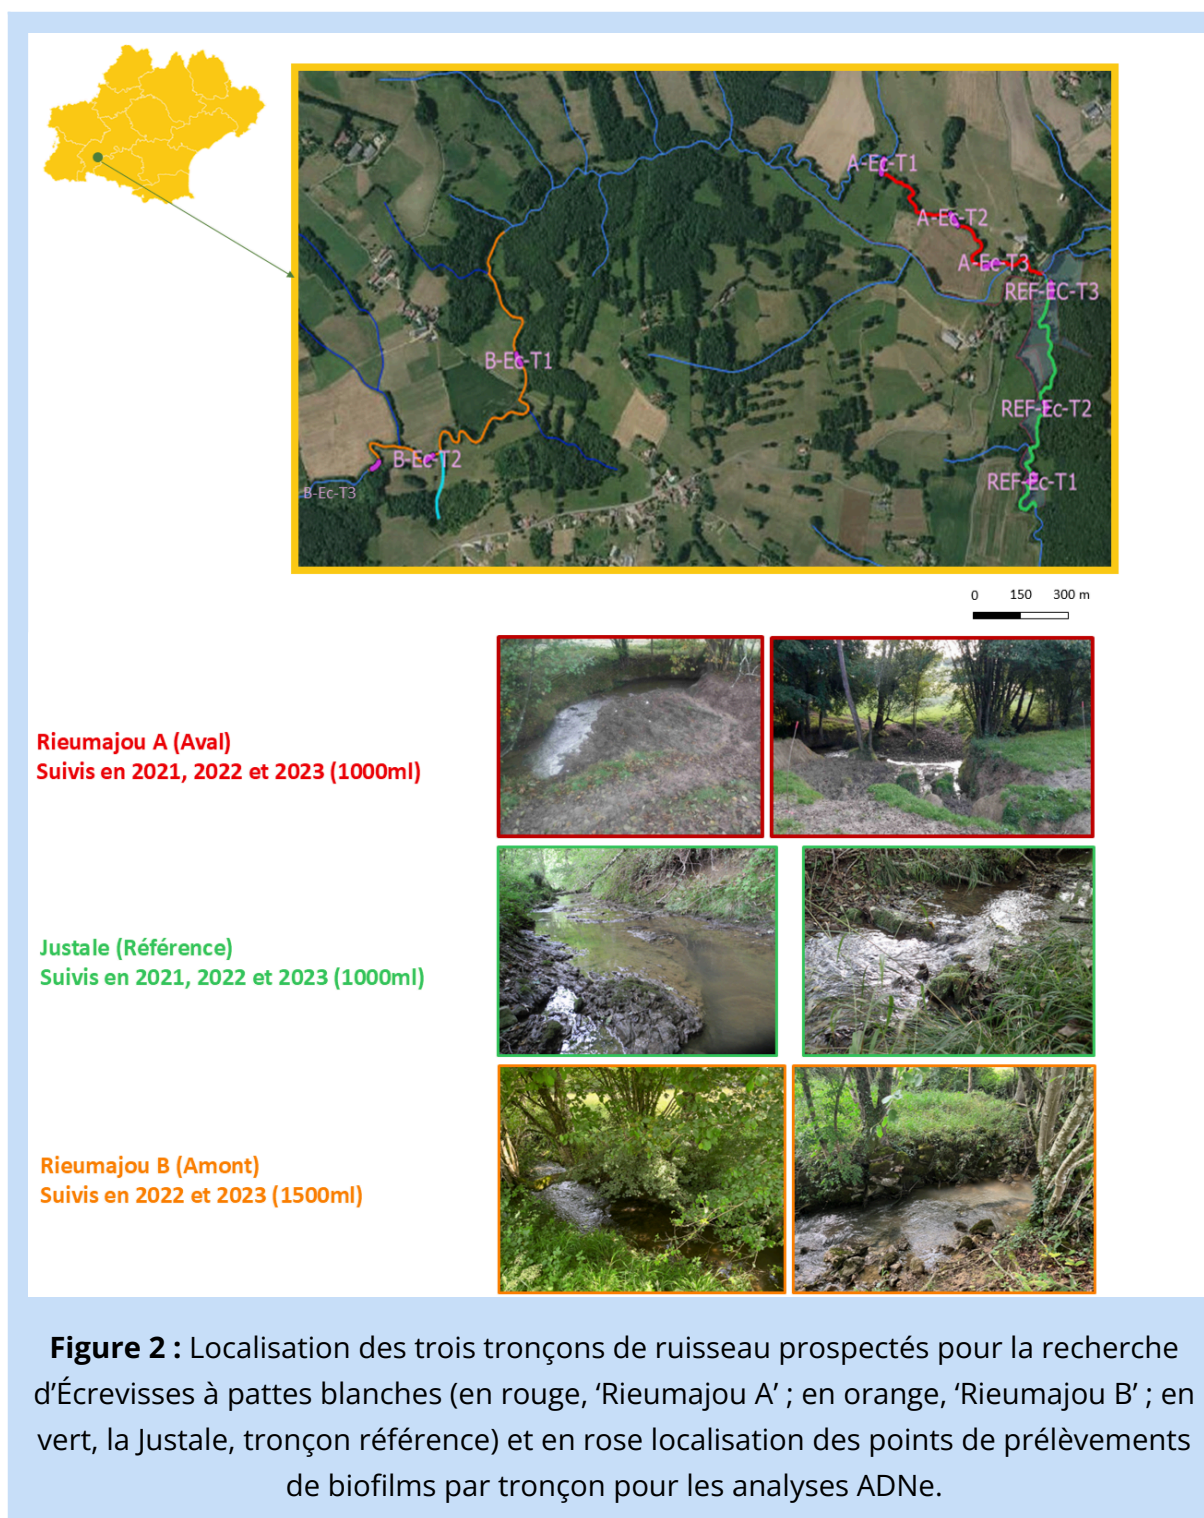 A-Ec-T1
A-Ec-T2
A-Ec-T3
REF-EC-T3
B-Ec-T1
REF-Ec-T2
B-Ec-T2
REF-Ec-T1
B-Ec-T3
0 150 300 m
Rieumajou A (Aval)
Suivis en 2021, 2022 et 2023 (1000ml)
Justale (Référence)
Suivis en 2021, 2022 et 2023 (1000ml)
Rieumajou B (Amont)
Suivis en 2022 et 2023 (1500ml)
Figure 2 : Localisation des trois tronçons de ruisseau prospectés pour la recherche
d’Écrevisses à pattes blanches (en rouge, ‘Rieumajou A’ ; en orange, ‘Rieumajou B’ ; en
vert, la Justale, tronçon référence) et en rose localisation des points de prélèvements
de biofilms par tronçon pour les analyses ADNe.